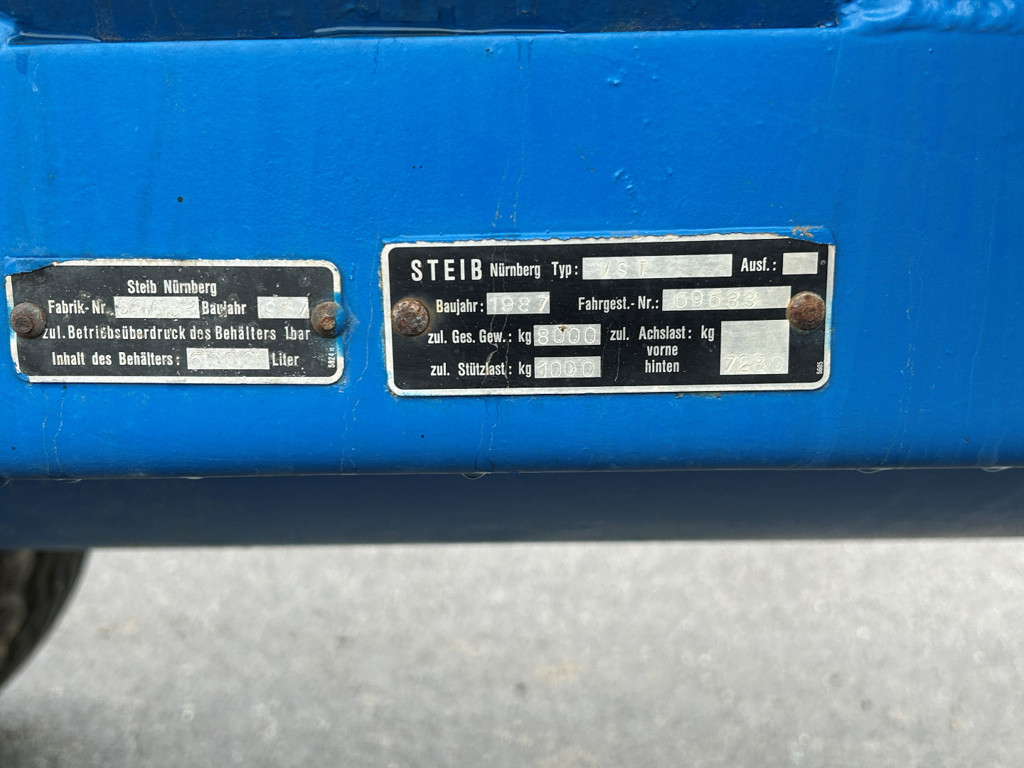 Steib Nürnberg
Fabrik-Nr. Baujahr
zul. Betriebsüberdruck des Behälters 1bar
Inhalt des Behälters: Liter
STEIB Nürnberg Typ: VST Ausf.:
Baujahr: 1987 Fahrgest.-Nr.: 69633
zul. Ges. Gew.: kg 8000 zul. Achslast: kg
vorne
zul. Stützlast: kg 1000 hinten 7280
5605